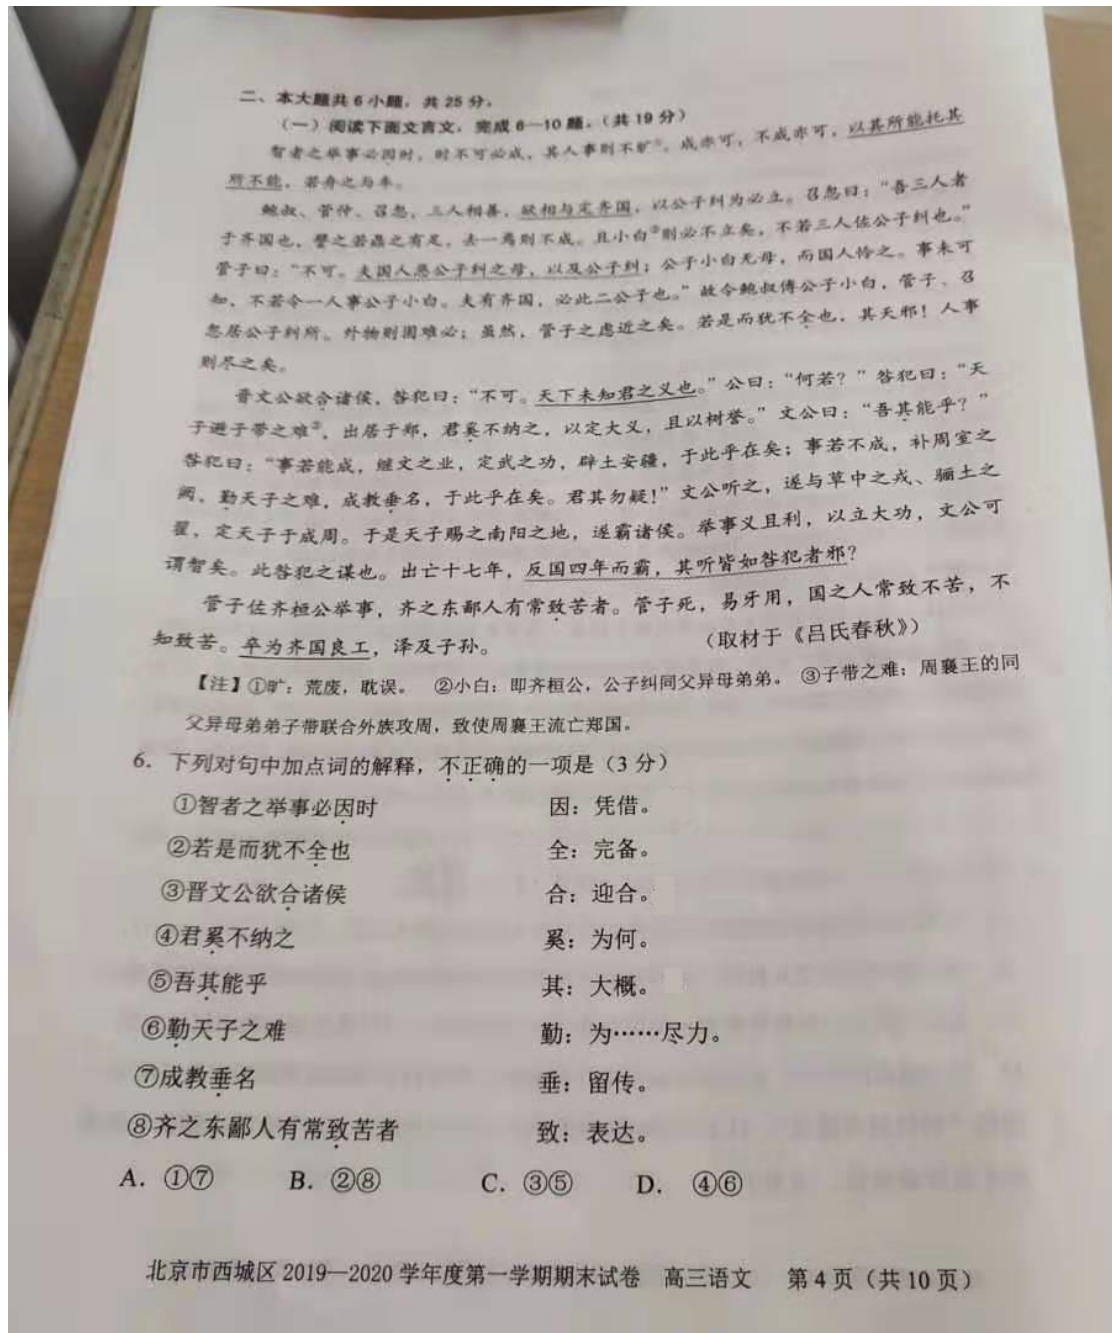 二、本大题共6小题，共25分。
（一）阅读下面文言文，完成6—10题。（共19分）
智者之举事必因时，时不可必成，其人事则不旷①。成亦可，不成亦可，以其所能托其
所不能，若舟之与车。
鲍叔、管仲、召忽，三人相善，欲相与定齐国，以公子纠为必立。召忽曰：“吾三人者
于齐国也，譬之若鼎之有足，去一焉则不成。且小白②则必不立矣，不若三人佐公子纠也。”
管子曰：“不可。夫国人恶公子纠之母，以及公子纠；公子小白无母，而国人怜之。事未可
知，不若令一人事公子小白。夫有齐国，必此二公子也。”故令鲍叔傅公子小白，管子、召
忽居公子纠所。外物则固难必；虽然，管子之虑近之矣。若是而犹不全也，其天邪！人事
则尽之矣。
晋文公欲合诸侯，咎犯曰：“不可。天下未知君之义也。”公曰：“何若？”咎犯曰：“天
子避子带之难③，出居于郑，君奚不纳之，以定大义，且以树誉。”文公曰：“吾其能乎？”
咎犯曰：“事若能成，继文之业，定武之功，辟土安疆，于此乎在矣；事若不成，补周室之
阙，勤天子之难，成教垂名，于此乎在矣。君其勿疑！”文公听之，遂与草中之戎、骊土之
翟，定天子于成周。于是天子赐之南阳之地，遂霸诸侯。举事义且利，以立大功，文公可
谓智矣。此咎犯之谋也。出亡十七年，反国四年而霸，其听皆如咎犯者邪？
管子佐齐桓公举事，齐之东鄙人有常致苦者。管子死，易牙用，国之人常致不苦，不
知致苦。卒为齐国良工，泽及子孙。
（取材于《吕氏春秋》）
【注】①旷：荒废，耽误。 ②小白：即齐桓公，公子纠同父异母弟弟。 ③子带之难：周襄王的同
父异母弟弟子带联合外族攻周，致使周襄王流亡郑国。
6．下列对句中加点词的解释，不正确的一项是（3分）
①智者之举事必因时 因：凭借。
②若是而犹不全也 全：完备。
③晋文公欲合诸侯 合：迎合。
④君奚不纳之 奚：为何。
⑤吾其能乎 其：大概。
⑥勤天子之难 勤：为……尽力。
⑦成教垂名 垂：留传。
⑧齐之东鄙人有常致苦者 致：表达。
A．①⑦ B．②⑧ C．③⑤ D．④⑥
北京市西城区2019—2020学年度第一学期期末试卷 高三语文 第4页（共10页）